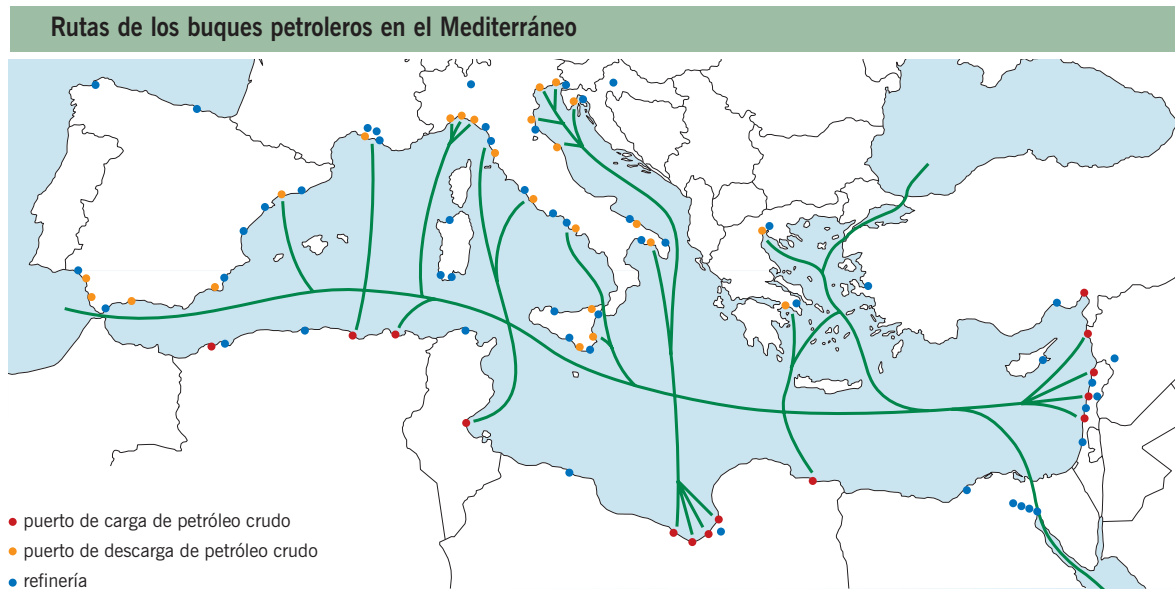 Rutas de los buques petroleros en el Mediterráneo
puerto de carga de petróleo crudo
puerto de descarga de petróleo crudo
refinería